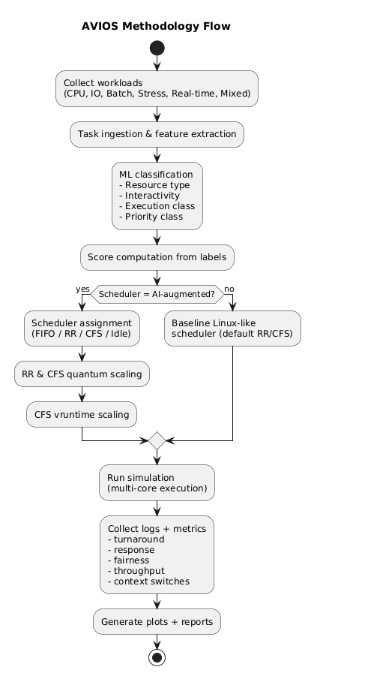 AVIOS Methodology Flow
Collect workloads
(CPU, IO, Batch, Stress, Real-time, Mixed)
Task ingestion & feature extraction
ML classification
- Resource type
- Interactivity
- Execution class
- Priority class
Score computation from labels
yes
Scheduler = AI-augmented?
no
Scheduler assignment
(FIFO / RR / CFS / Idle)
RR & CFS quantum scaling
CFS vruntime scaling
Baseline Linux-like
scheduler (default RR/CFS)
Run simulation
(multi-core execution)
Collect logs + metrics
- turnaround
- response
- fairness
- throughput
- context switches
Generate plots + reports